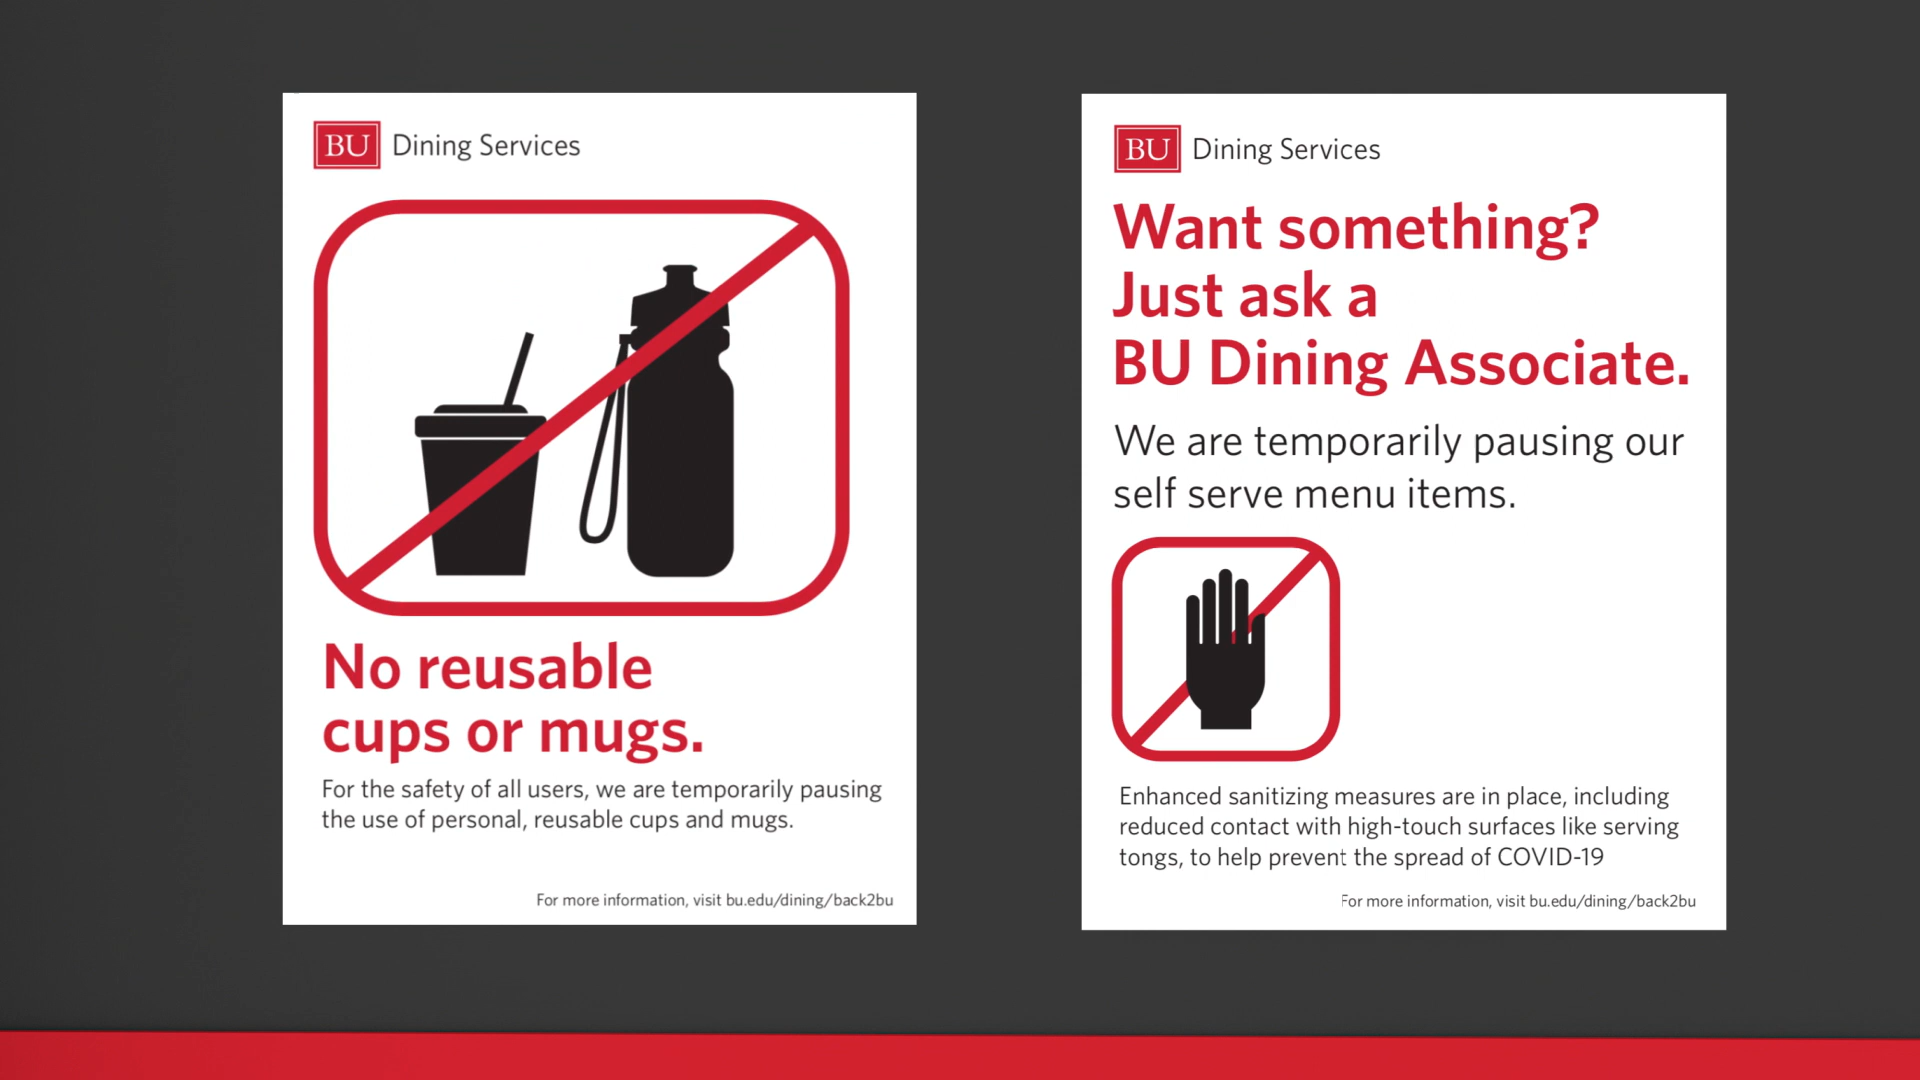 BU Dining Services
No reusable
cups or mugs.
For the safety of all users, we are temporarily pausing
the use of personal, reusable cups and mugs.
For more information, visit bu.edu/dining/back2bu
BU Dining Services
Want something?
Just ask a
BU Dining Associate.
We are temporarily pausing our
self serve menu items.
Enhanced sanitizing measures are in place, including
reduced contact with high-touch surfaces like serving
tongs, to help prevent the spread of COVID-19
For more information, visit bu.edu/dining/back2bu